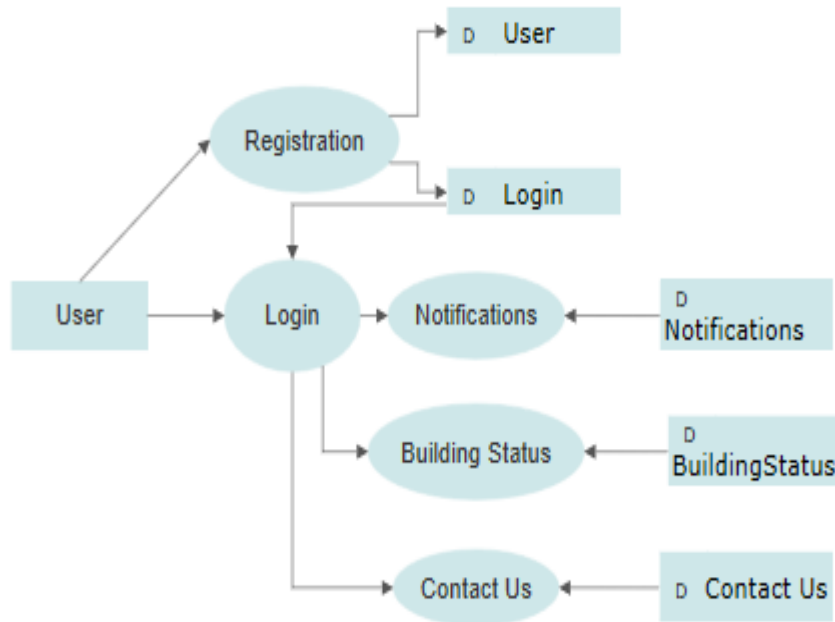 D User
Registration
D Login
User
Login
Notifications
D
Notifications
Building Status
D
BuildingStatus
Contact Us
D Contact Us